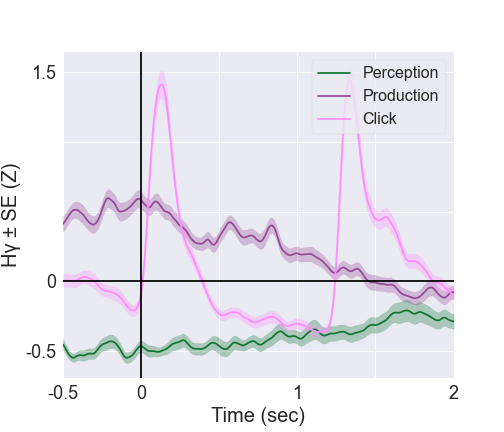 Hγ ± SE (Z)
1.5
0
-0.5
Perception
Production
Click
-0.5
0
1
2
Time (sec)